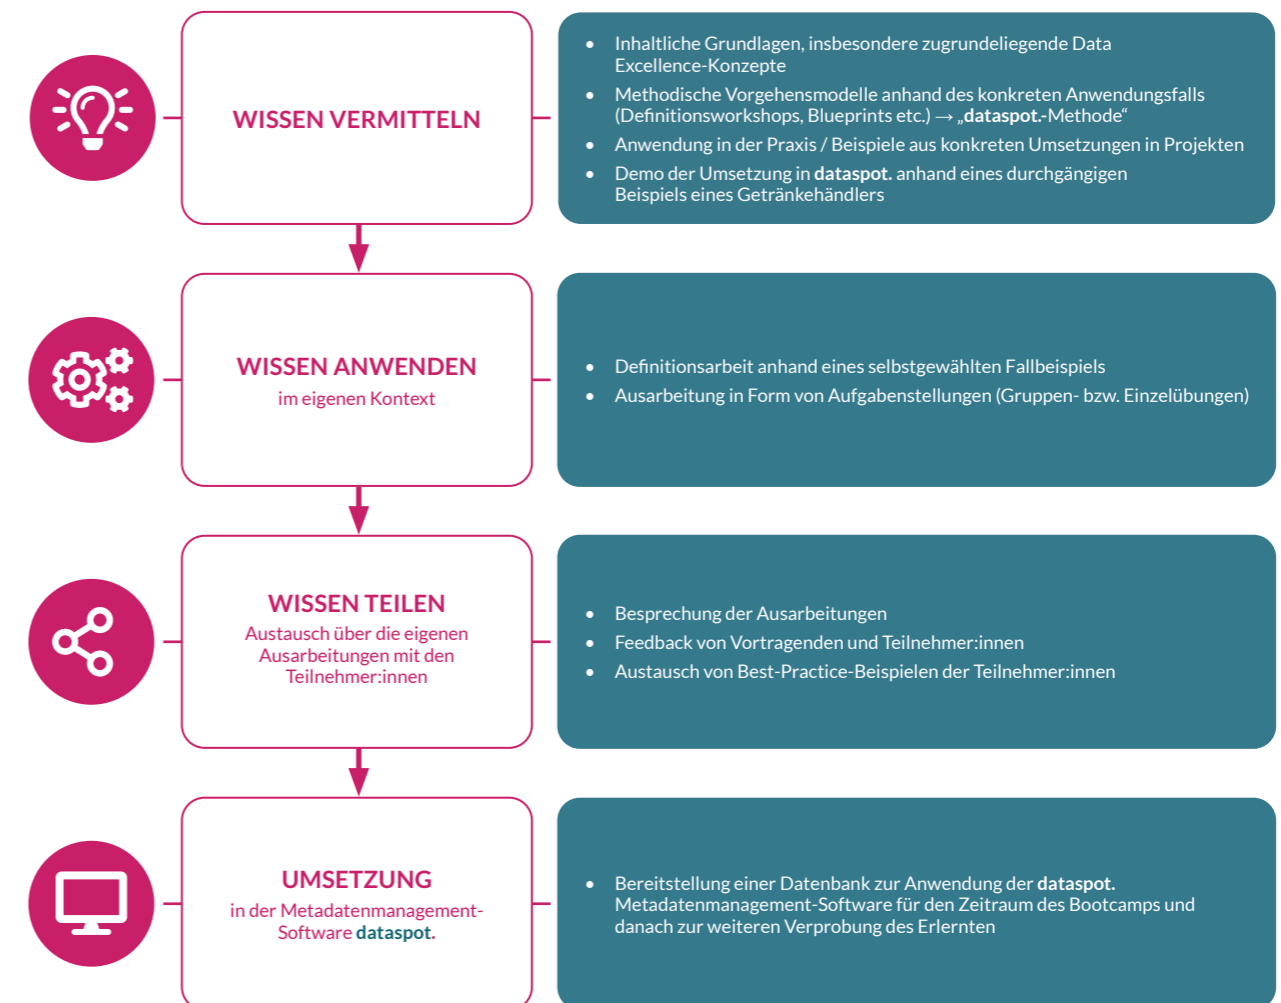 WISSEN VERMITTELN
• Inhaltliche Grundlagen, insbesondere zugrundeliegende Data
Excellence-Konzepte
• Methodische Vorgehensmodelle anhand des konkreten Anwendungsfalls
(Definitionsworkshops, Blueprints etc.) → „dataspot.-Methode“
• Anwendung in der Praxis / Beispiele aus konkreten Umsetzungen in Projekten
• Demo der Umsetzung in dataspot. anhand eines durchgängigen
Beispiels eines Getränkehändlers
WISSEN ANWENDEN
im eigenen Kontext
• Definitionsarbeit anhand eines selbstgewählten Fallbeispiels
• Ausarbeitung in Form von Aufgabenstellungen (Gruppen- bzw. Einzelübungen)
WISSEN TEILEN
Austausch über die eigenen
Ausarbeitungen mit den
Teilnehmer:innen
• Besprechung der Ausarbeitungen
• Feedback von Vortragenden und Teilnehmer:innen
• Austausch von Best-Practice-Beispielen der Teilnehmer:innen
UMSETZUNG
in der Metadatenmanagement-
Software dataspot.
• Bereitstellung einer Datenbank zur Anwendung der dataspot.
Metadatenmanagement-Software für den Zeitraum des Bootcamps und
danach zur weiteren Verprobung des Erlernten